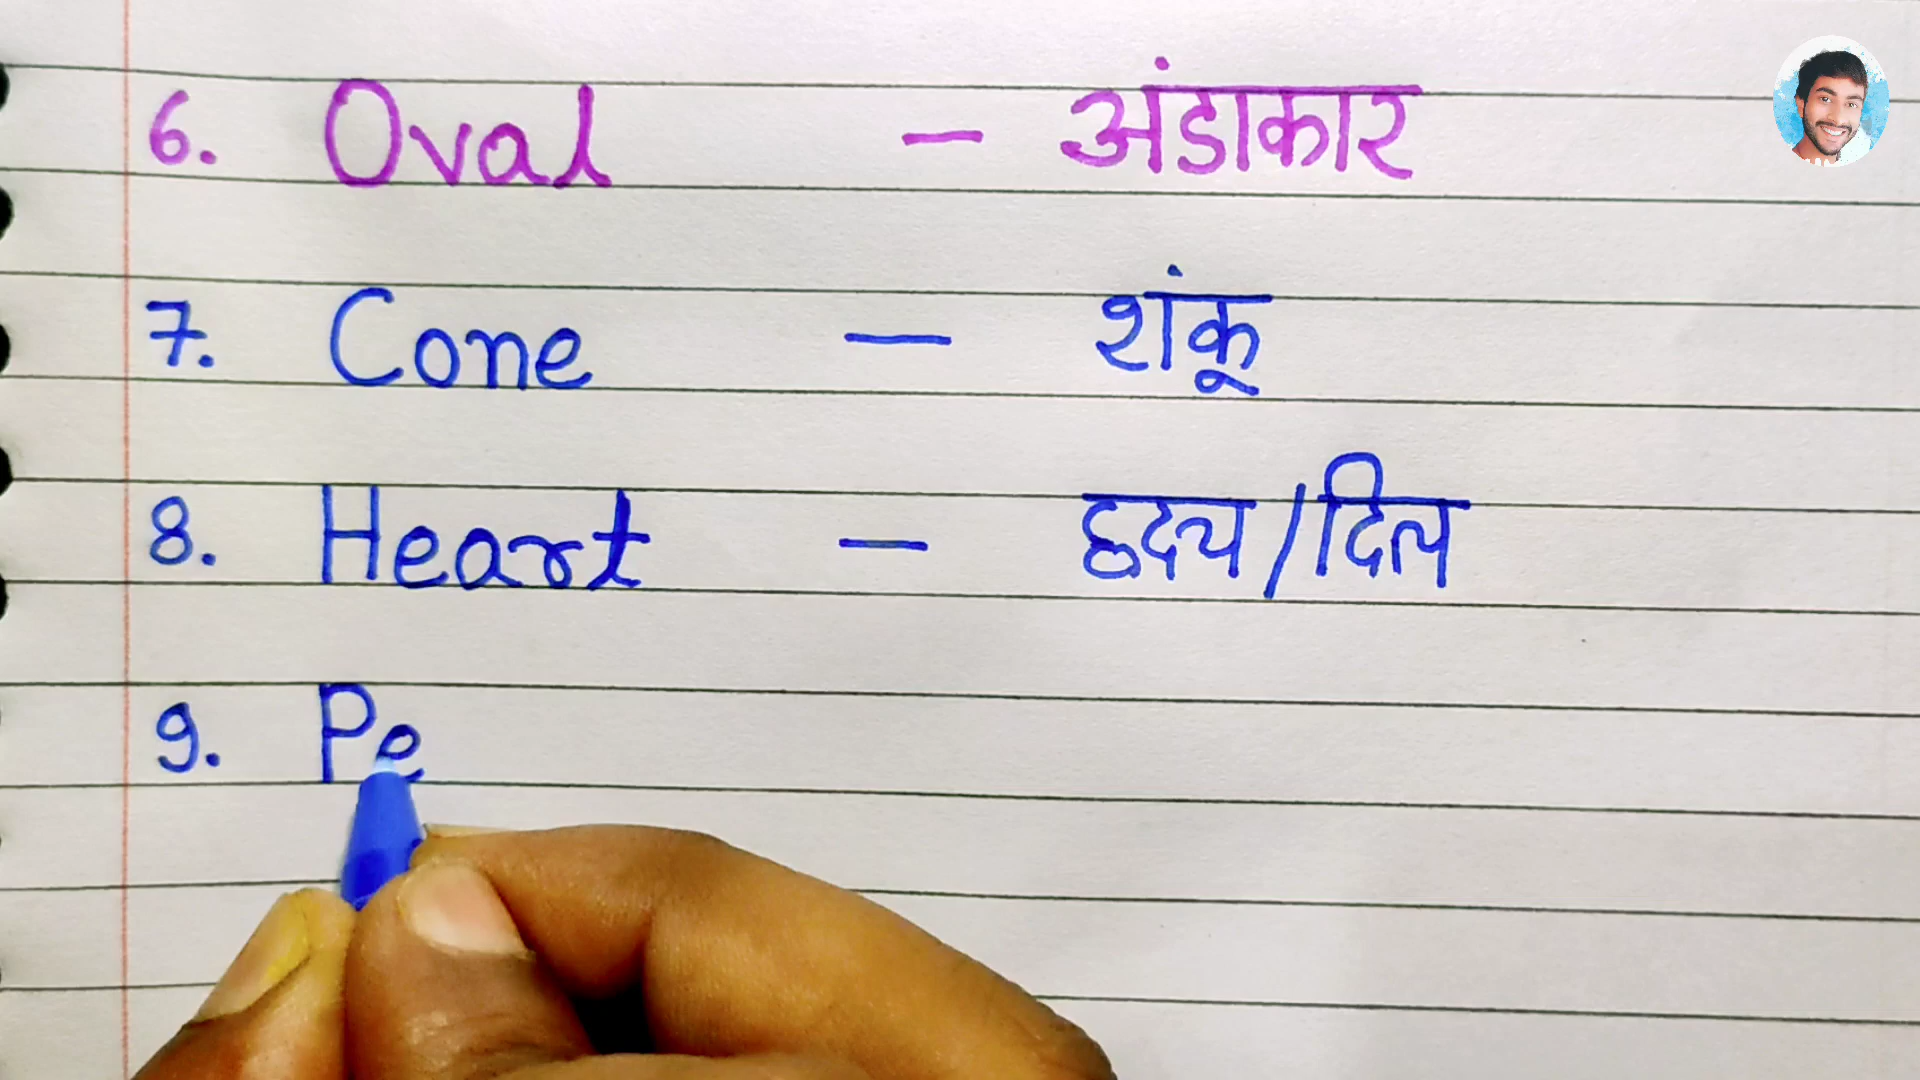 6. Oval - अंडाकार
7. Cone - शंकू
8. Heart - हृदय/दिल
9. Pe